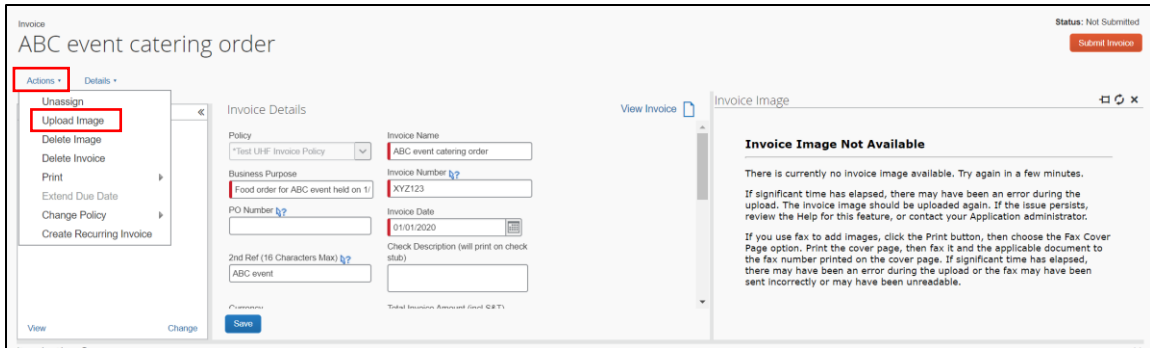 Invoice
ABC event catering order
Status: Not Submitted
Submit Invoice
Actions
Details
Unassign
Upload Image
Delete Image
Delete Invoice
Print
Extend Due Date
Change Policy
Create Recurring Invoice
View
Change
Invoice Details
View Invoice
Policy
*Test UHF Invoice Policy
Invoice Name
ABC event catering order
Business Purpose
Food order for ABC event held on 1/
Invoice Number
XYZ123
PO Number
Invoice Date
01/01/2020
2nd Ref (16 Characters Max)
ABC event
Check Description (will print on check
stub)
Currency
Total Invoice Amount (incl S&T)
Save
Invoice Image
Invoice Image Not Available
There is currently no invoice image available. Try again in a few minutes.
If significant time has elapsed, there may have been an error during the
upload. The invoice image should be uploaded again. If the issue persists,
review the Help for this feature, or contact your Application administrator.
If you use fax to add images, click the Print button, then choose the Fax Cover
Page option. Print the cover page, then fax it and the applicable document to
the fax number printed on the cover page. If significant time has elapsed,
there may have been an error during the upload or the fax may have been
sent incorrectly or may have been unreadable.